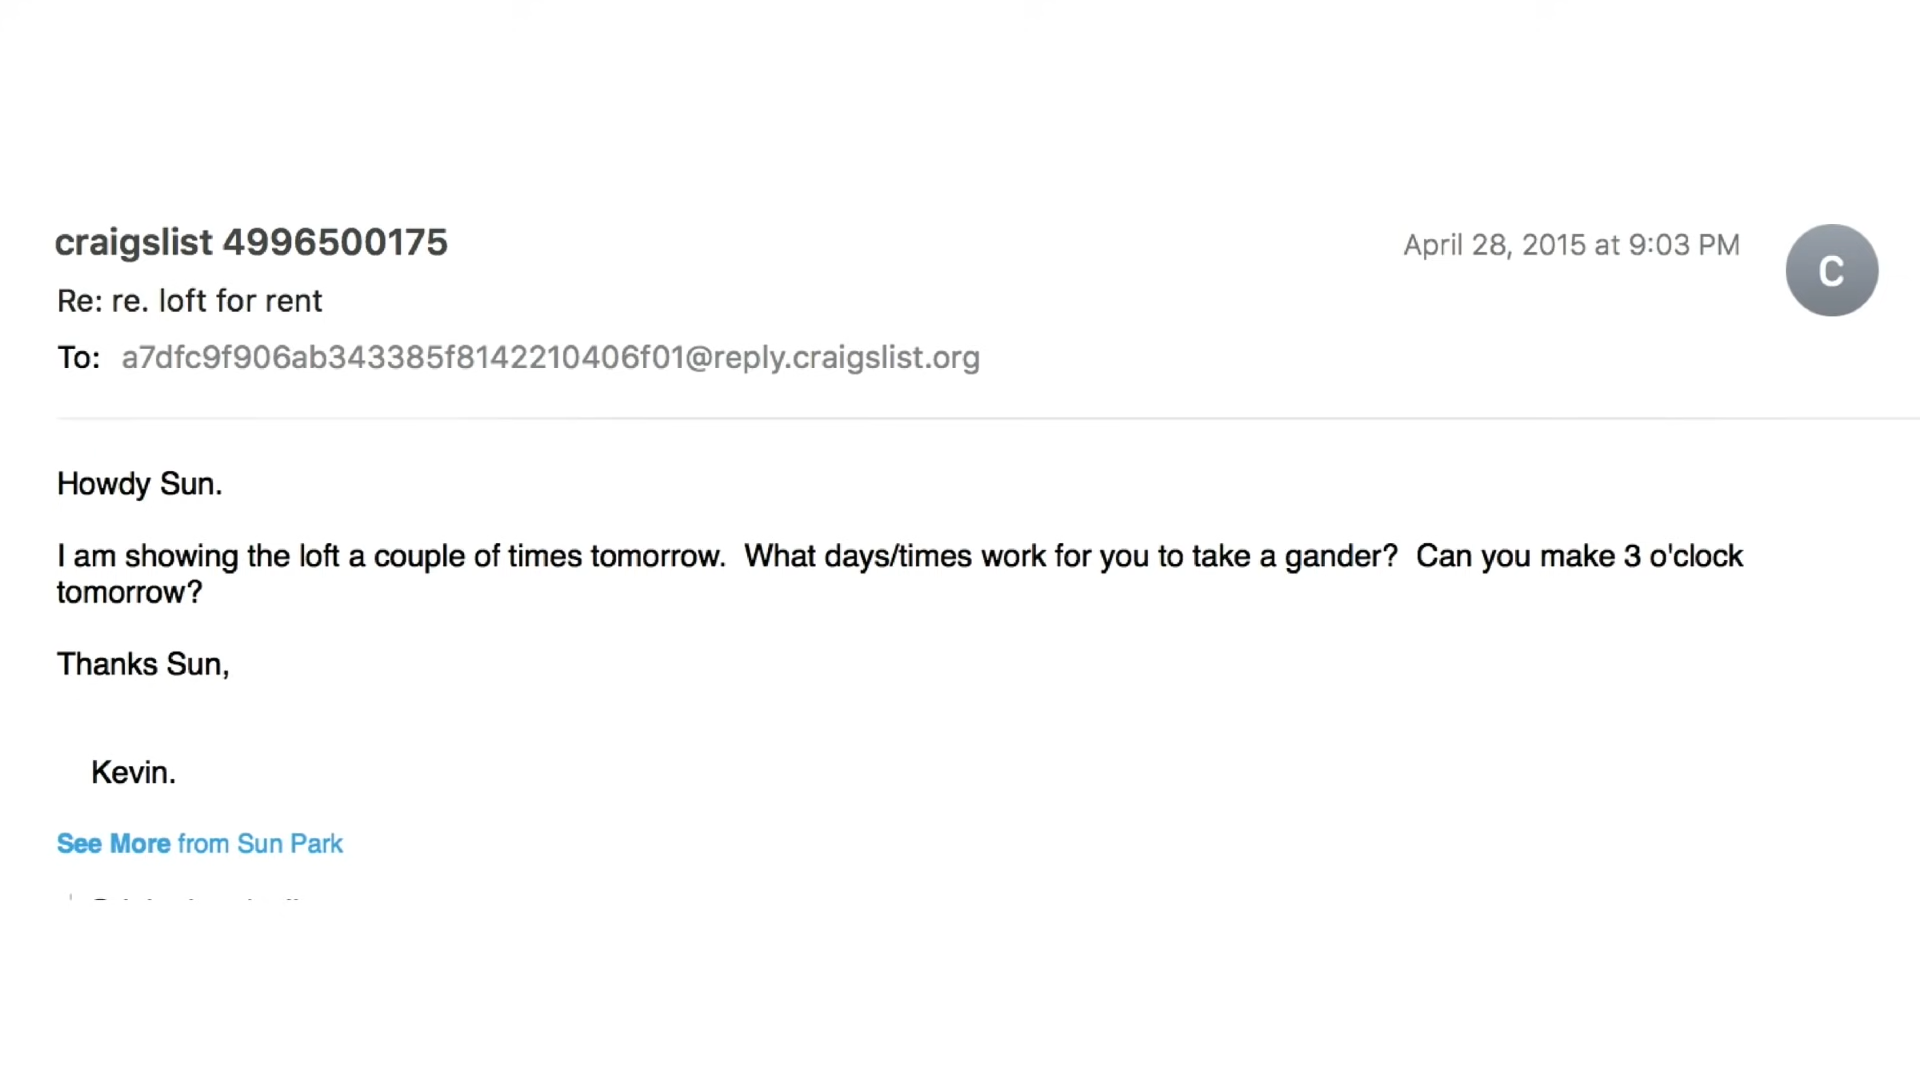 craigslist 4996500175
April 28, 2015 at 9:03 PM
C
Re: re. loft for rent
To: a7dfc9f906ab343385f8142210406f01@reply.craigslist.org
Howdy Sun.
I am showing the loft a couple of times tomorrow.  What days/times work for you to take a gander?  Can you make 3 o'clock
tomorrow?
Thanks Sun,
Kevin.
See More from Sun Park